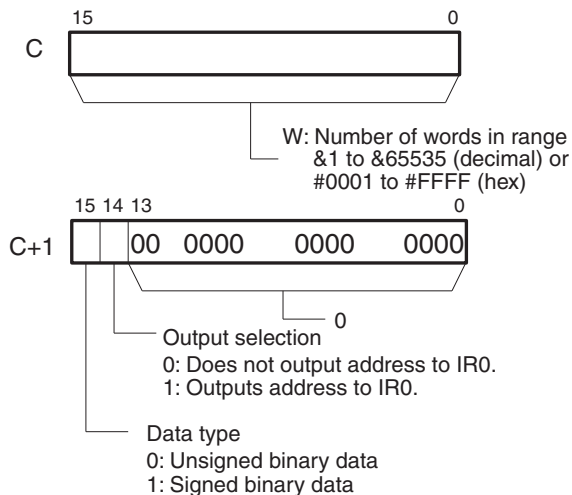 15 0
C
W: Number of words in range
&1 to &65535 (decimal) or
#0001 to #FFFF (hex)
15 14 13 0
C+1 00 0000 0000 0000
0
Output selection
0: Does not output address to IR0.
1: Outputs address to IR0.
Data type
0: Unsigned binary data
1: Signed binary data